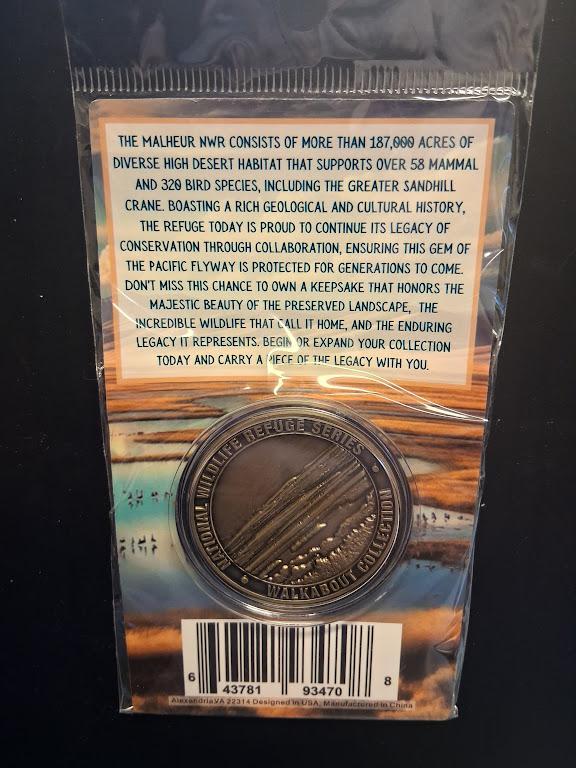 THE MALHEUR NWR CONSISTS OF MORE THAN 187,000 ACRES OF
DIVERSE HIGH DESERT HABITAT THAT SUPPORTS OVER 58 MAMMAL
AND 320 BIRD SPECIES, INCLUDING THE GREATER SANDHILL
CRANE. BOASTING A RICH GEOLOGICAL AND CULTURAL HISTORY,
THE REFUGE TODAY IS PROUD TO CONTINUE ITS LEGACY OF
CONSERVATION THROUGH COLLABORATION, ENSURING THIS GEM OF
THE PACIFIC FLYWAY IS PROTECTED FOR GENERATIONS TO COME.
DON'T MISS THIS CHANCE TO OWN A KEEPSAKE THAT HONORS THE
MAJESTIC BEAUTY OF THE PRESERVED LANDSCAPE, THE
INCREDIBLE WILDLIFE THAT CALL IT HOME, AND THE ENDURING
LEGACY IT REPRESENTS. BEGIN OR EXPAND YOUR COLLECTION
TODAY AND CARRY A PIECE OF THE LEGACY WITH YOU.
NATIONAL WILDLIFE REFUGE SERIES
WALKABOUT COLLECTION
6 43781 93470 8
Alexandria,VA 22314 Designed in USA, Manufactured in China